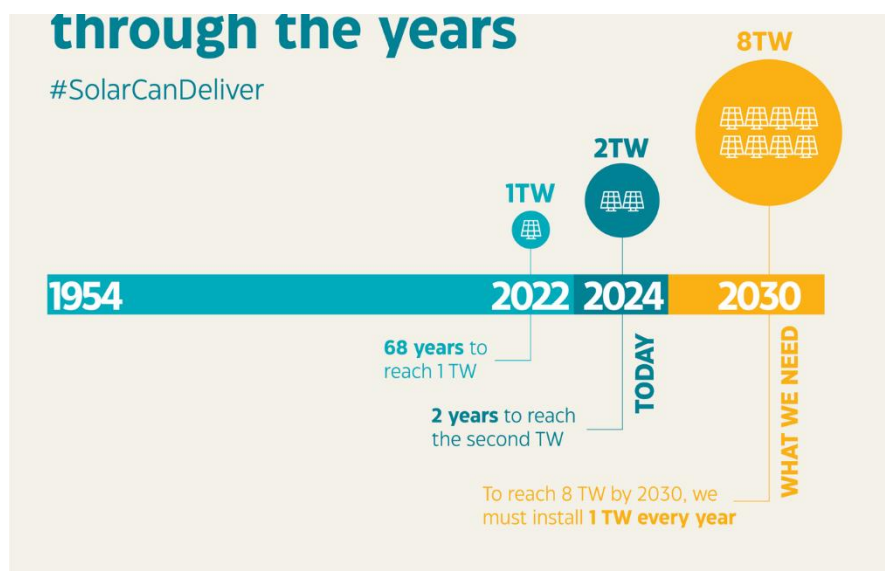 through the years
#SolarCanDeliver
8TW
2TW
1TW
1954
2022
2024
2030
68 years to
reach 1 TW
TODAY
2 years to reach
the second TW
WHAT WE NEED
To reach 8 TW by 2030, we
must install 1 TW every year